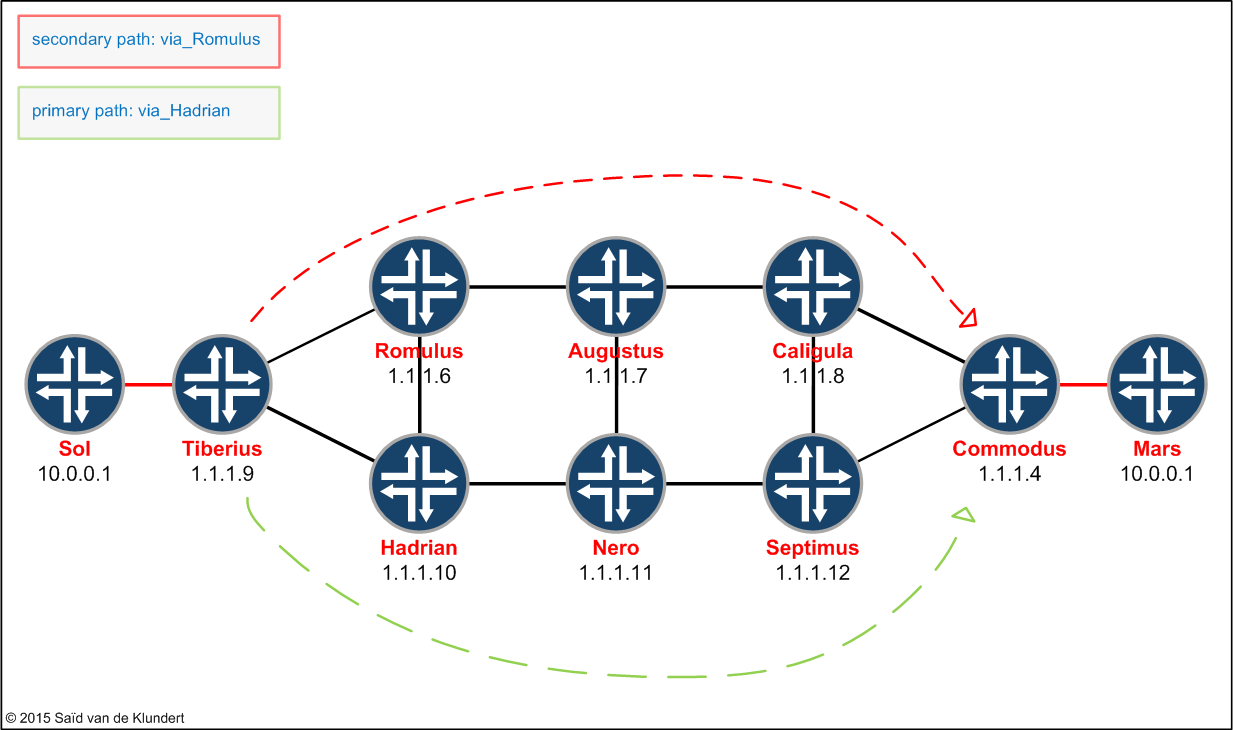 secondary path: via_Romulus
primary path: via_Hadrian
Romulus
1.1.1.6
Augustus
1.1.1.7
Caligula
1.1.1.8
Sol
10.0.0.1
Tiberius
1.1.1.9
Commodus
1.1.1.4
Mars
10.0.0.1
Hadrian
1.1.1.10
Nero
1.1.1.11
Septimus
1.1.1.12
© 2015 Saïd van de Klundert